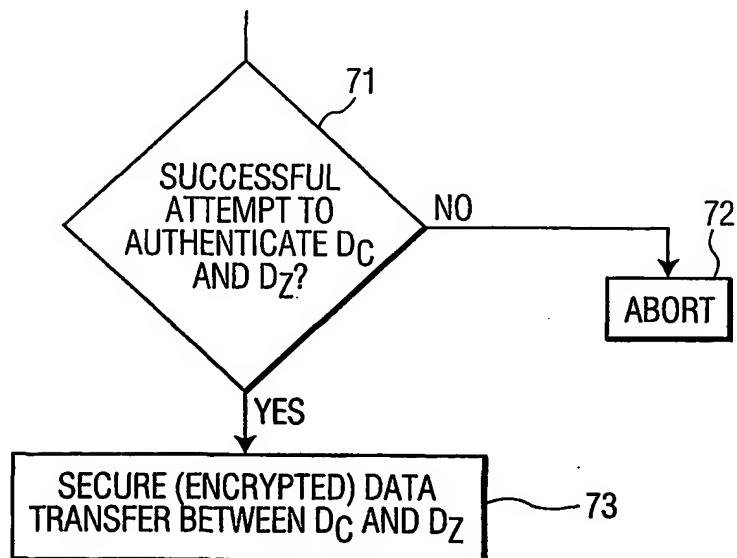 71
SUCCESSFUL
ATTEMPT TO
AUTHENTICATE DC
AND DZ?
NO
72
ABORT
YES
SECURE (ENCRYPTED) DATA
TRANSFER BETWEEN DC AND DZ
73